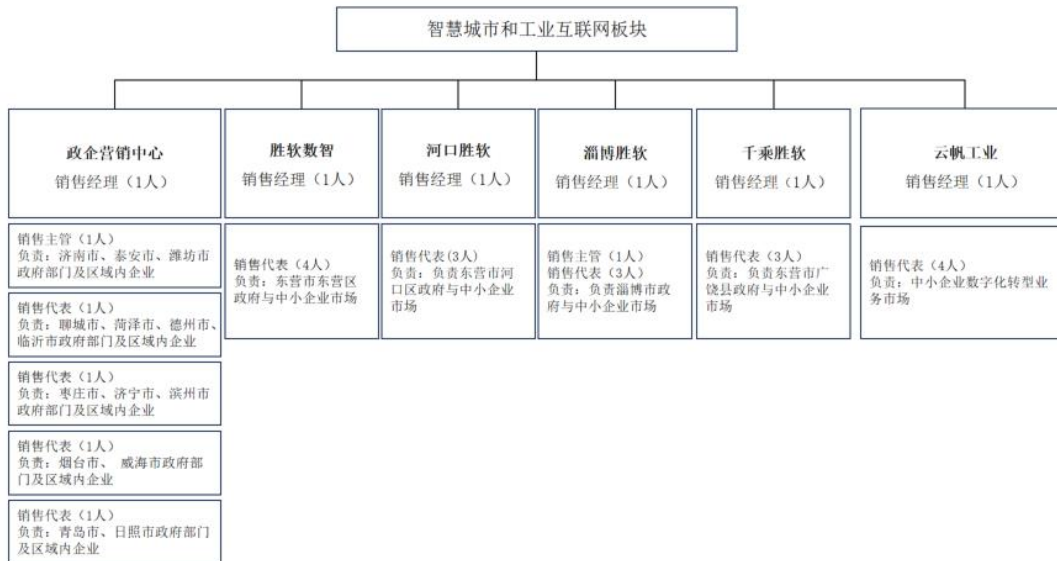 智慧城市和工业互联网板块
政企营销中心
销售经理（1人）
销售主管（1人）
负责：济南市、泰安市、潍坊市
政府部门及区域内企业
销售代表（1人）
负责：聊城市、菏泽市、德州市、
临沂市政府部门及区域内企业
销售代表（1人）
负责：枣庄市、济宁市、滨州市
政府部门及区域内企业
销售代表（1人）
负责：烟台市、 威海市政府部
门及区域内企业
销售代表（1人）
负责：青岛市、日照市政府部门
及区域内企业
胜软数智
销售经理（1人）
销售代表（4人）
负责：东营市东营区
政府与中小企业市场
河口胜软
销售经理（1人）
销售代表(3人）
负责：负责东营市河
口区政府与中小企业
市场
淄博胜软
销售经理（1人）
销售主管（1人）
销售代表（3人）
负责：负责淄博市政
府与中小企业市场
千乘胜软
销售经理（1人）
销售代表（3人）
负责：负责东营市广
饶县政府与中小企业
市场
云帆工业
销售经理（1人）
销售代表（4人）
负责：中小企业数字化转型业
务市场